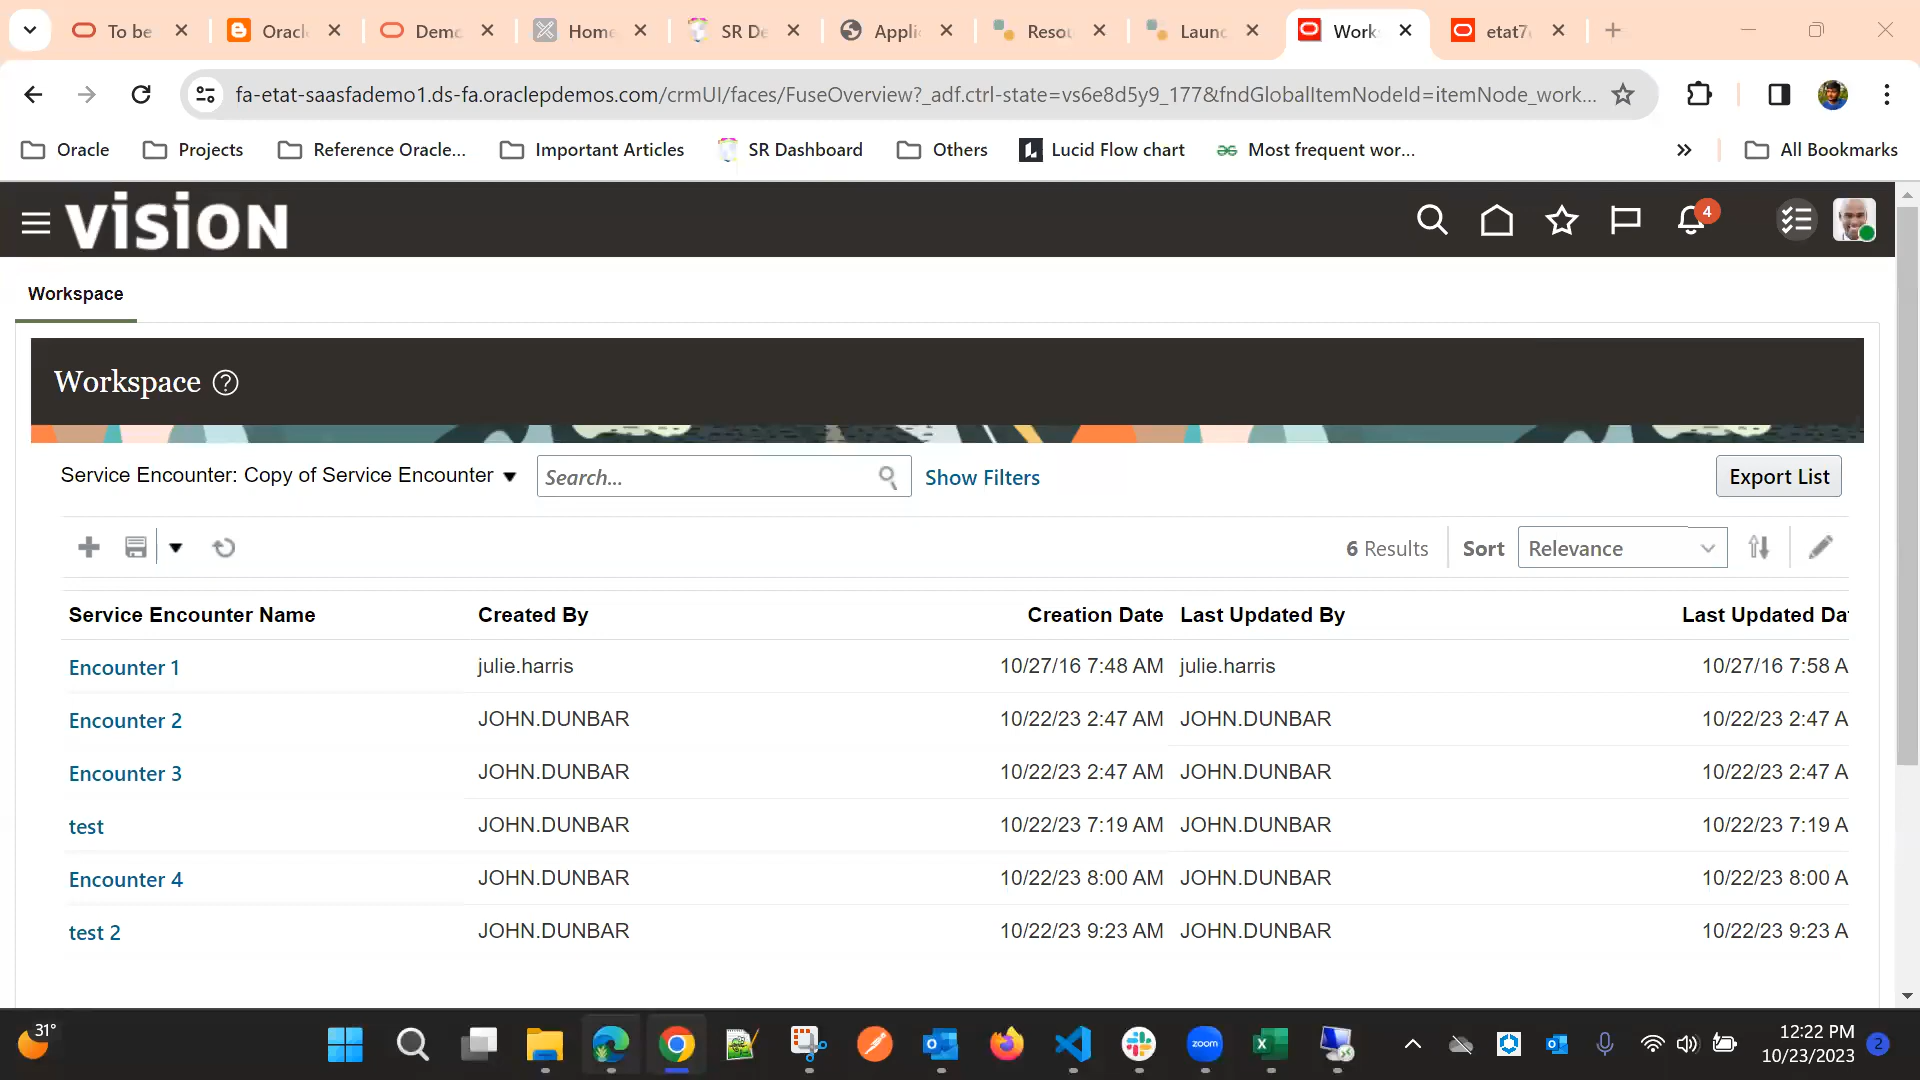 To be
Oracl
Demo
Home
SR De
Appli
Resou
Launc
Work
etat7
fa-etat-saasfademo1.ds-fa.oraclepdemos.com/crmUI/faces/FuseOverview?_adf.ctrl-state=vs6e8d5y9_177&fndGlobalItemNodeId=itemNode_work...
Oracle
Projects
Reference Oracle...
Important Articles
SR Dashboard
Others
Lucid Flow chart
Most frequent wor...
All Bookmarks
vision
4
Workspace
Workspace ?
Service Encounter: Copy of Service Encounter
Search...
Show Filters
Export List
6 Results
Sort
Relevance
Service Encounter Name Created By Creation Date Last Updated By Last Updated Da
Encounter 1 julie.harris 10/27/16 7:48 AM julie.harris 10/27/16 7:58 A
Encounter 2 JOHN.DUNBAR 10/22/23 2:47 AM JOHN.DUNBAR 10/22/23 2:47 A
Encounter 3 JOHN.DUNBAR 10/22/23 2:47 AM JOHN.DUNBAR 10/22/23 2:47 A
test JOHN.DUNBAR 10/22/23 7:19 AM JOHN.DUNBAR 10/22/23 7:19 A
Encounter 4 JOHN.DUNBAR 10/22/23 8:00 AM JOHN.DUNBAR 10/22/23 8:00 A
test 2 JOHN.DUNBAR 10/22/23 9:23 AM JOHN.DUNBAR 10/22/23 9:23 A
31°
zoom
12:22 PM
10/23/2023
2